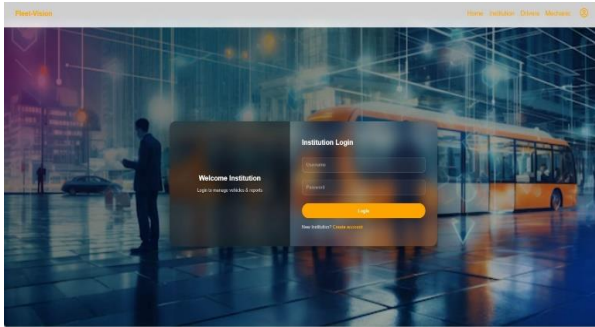 Fleet-Vission
Home Institution Drivers Mechanic
Institution Login
Username
Welcome Institution
Login to manage vehicles & reports
Password
Login
New Institution? Create account